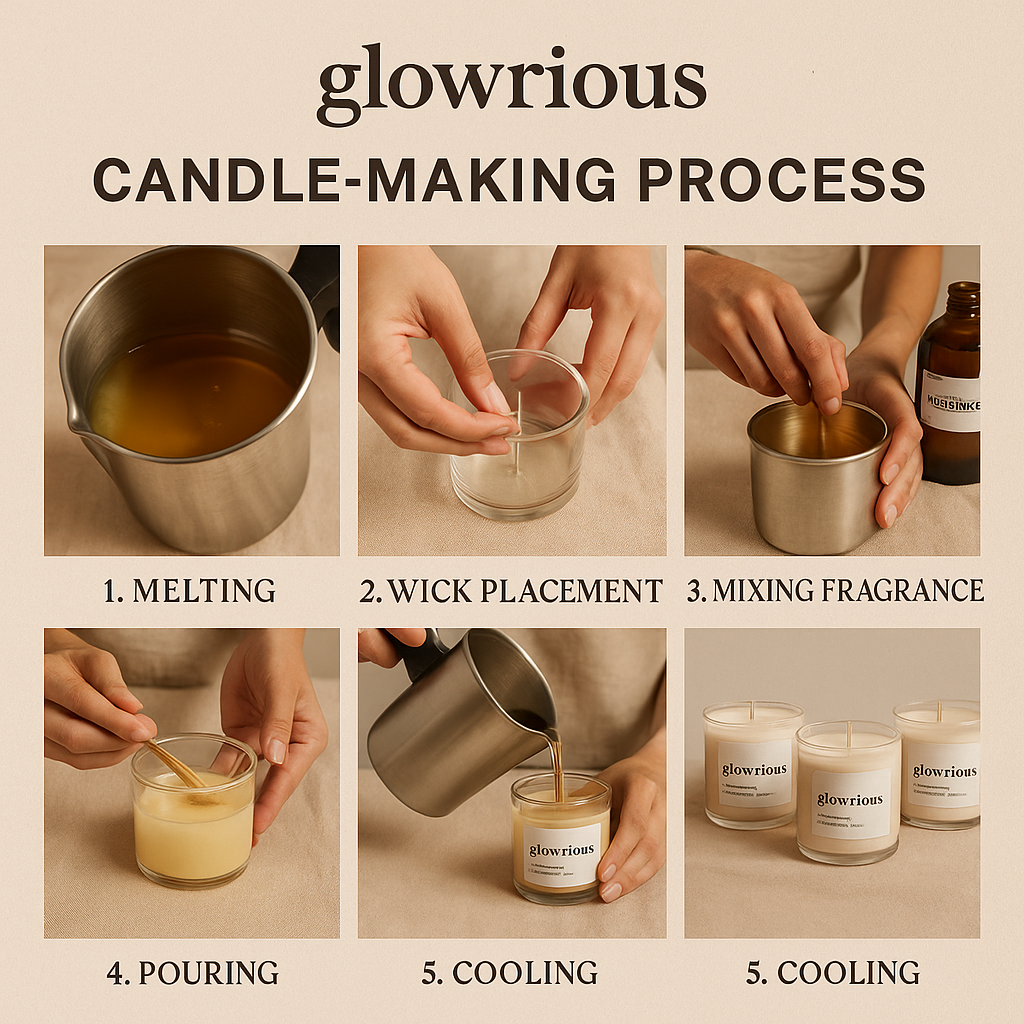 glowrious
CANDLE-MAKING PROCESS
1. MELTING
2. WICK PLACEMENT
3. MIXING FRAGRANCE
4. POURING
glowrious
5. COOLING
glowrious
glowrious
glowrious
5. COOLING